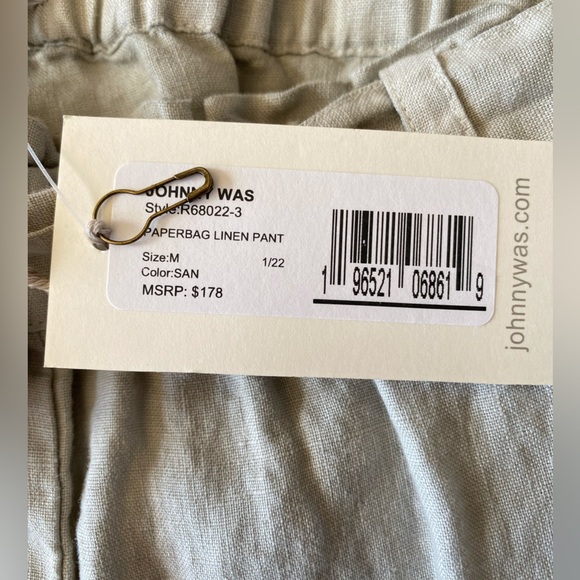 JOHNNY WAS
Style:R68022-3
PAPERBAG LINEN PANT
Size:M 1/22
Color:SAN
MSRP: $178
1 96521 06861 9
johnnywas.com